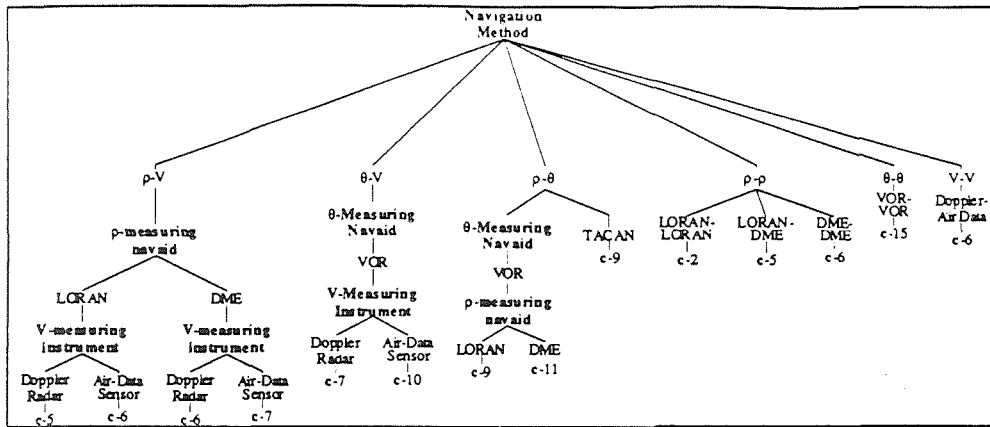 Navigation
Method
ρ-V
θ-V
ρ-θ
ρ-ρ
θ-θ
V-V
ρ-measuring
navaid
LORAN
DME
V-measuring
instrument
V-measuring
instrument
Doppler
Radar
c-5
Air-Data
Sensor
c-6
Doppler
Radar
c-6
Air-Data
Sensor
c-7
θ-Measuring
Navaid
VOR
V-Measuring
Instrument
Doppler
Radar
c-7
Air-Data
Sensor
c-10
θ-Measuring
Navaid
VOR
ρ-measuring
navaid
LORAN
c-9
DME
c-11
TACAN
c-9
LORAN-
LORAN
c-2
LORAN-
DME
c-5
DME-
DME
c-6
VOR-
VOR
c-15
Doppler-
Air Data
c-6